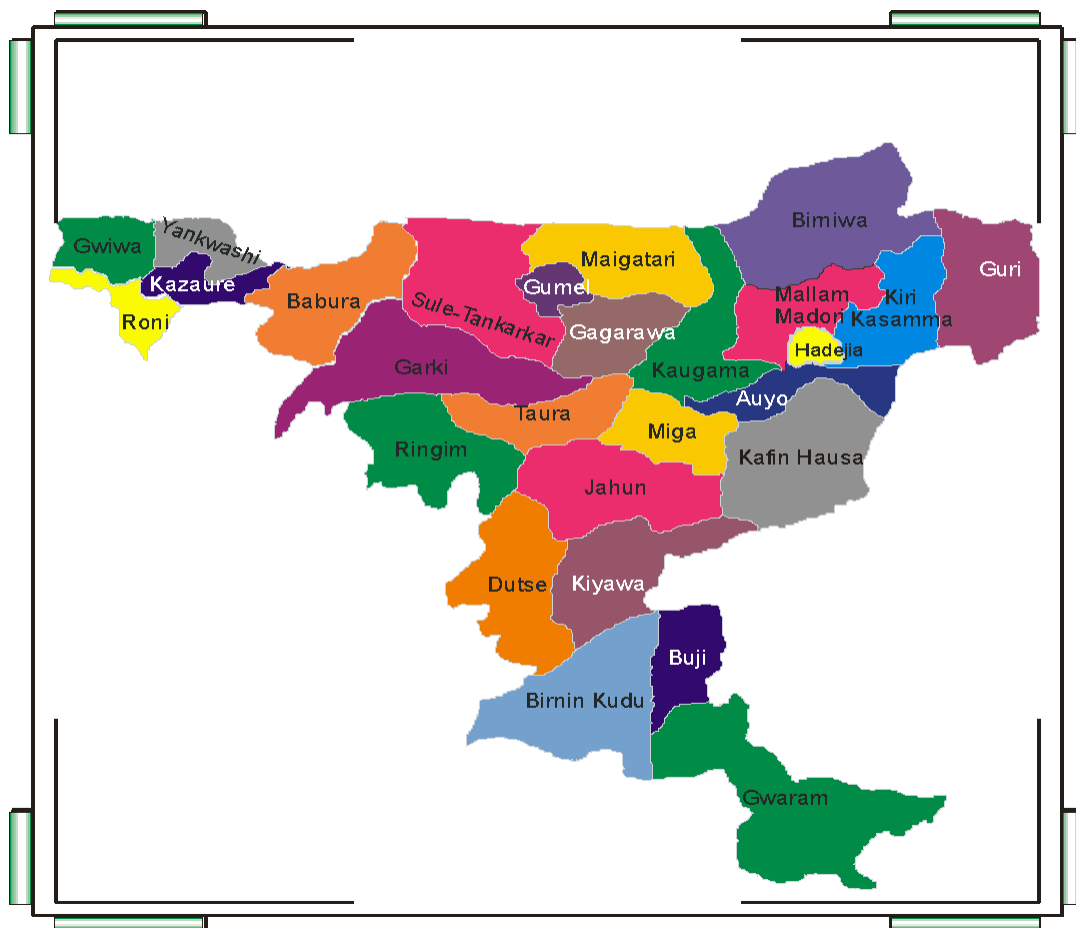 Birniwa
Gwiwa
Yankwashi
Maigatari
Guri
Kazaure
Babura
Gumel
Mallam
Madori
Kiri
Kasamma
Roni
Sule-Tankarkar
Gagarawa
Hadejia
Garki
Kaugama
Auyo
Taura
Miga
Ringim
Kafin Hausa
Jahun
Dutse
Kiyawa
Buji
Birnin Kudu
Gwaram